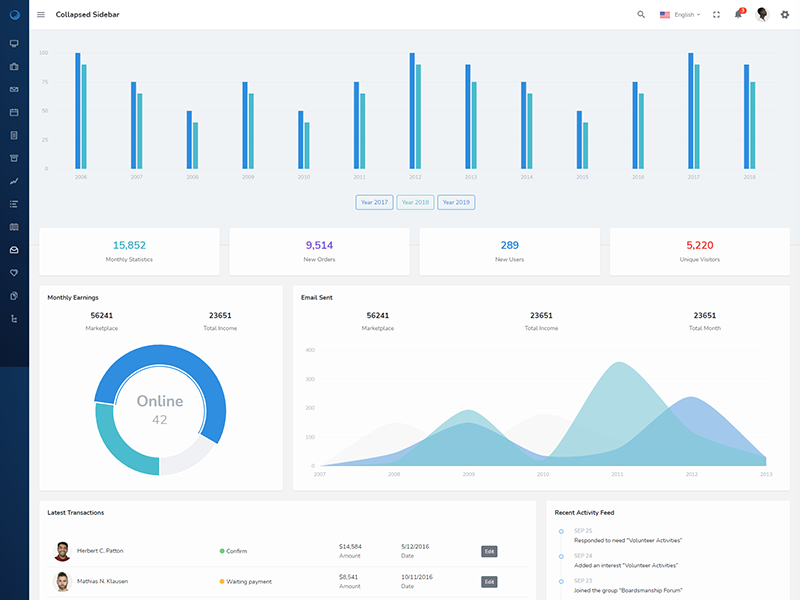 Collapsed Sidebar
English
3
100
75
50
25
0
2006 2007 2008 2009 2010 2011 2012 2013 2014 2015 2016 2017 2018
Year 2017 Year 2018 Year 2019
15,852 9,514 289 5,220
Monthly Statistics New Orders New Users Unique Visitors
Monthly Earnings
56241 23651
Marketplace Total Income
Online
42
Email Sent
56241 23651 23651
Marketplace Total Income Total Month
400
300
200
100
0
2007 2008 2009 2010 2011 2012 2013
Latest Transactions
Herbert C. Patton Confirm $14,584 5/12/2016 Edit
Amount Date
Mathias N. Klausen Waiting payment $8,541 10/11/2016 Edit
Amount Date
Recent Activity Feed
SEP 25
Responded to need "Volunteer Activities"
SEP 24
Added an interest "Volunteer Activities"
SEP 23
Joined the group "Boardsmanship Forum"